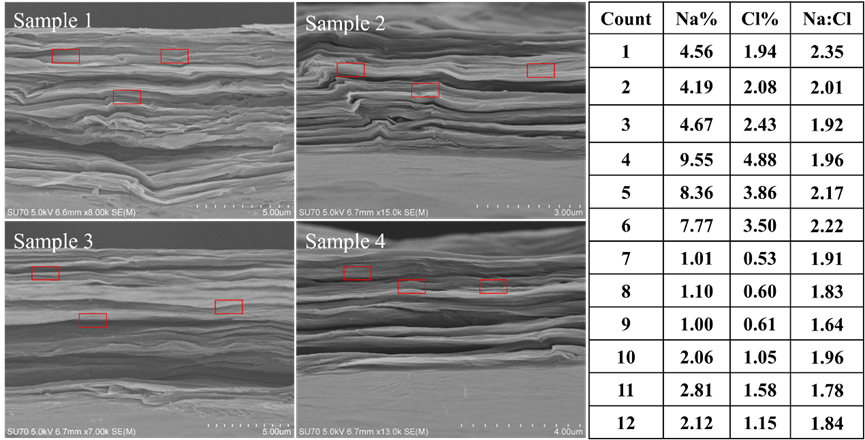 Sample 1
SU70 5.0kV 6.6mm x8.00k SE(M) 5.00um
Sample 2
SU70 5.0kV 6.7mm x15.0k SE(M) 3.00um
Sample 3
SU70 5.0kV 6.7mm x7.00k SE(M) 5.00um
Sample 4
SU70 5.0kV 6.7mm x13.0k SE(M) 4.00um
Count Na% Cl% Na:Cl
1 4.56 1.94 2.35
2 4.19 2.08 2.01
3 4.67 2.43 1.92
4 9.55 4.88 1.96
5 8.36 3.86 2.17
6 7.77 3.50 2.22
7 1.01 0.53 1.91
8 1.10 0.60 1.83
9 1.00 0.61 1.64
10 2.06 1.05 1.96
11 2.81 1.58 1.78
12 2.12 1.15 1.84